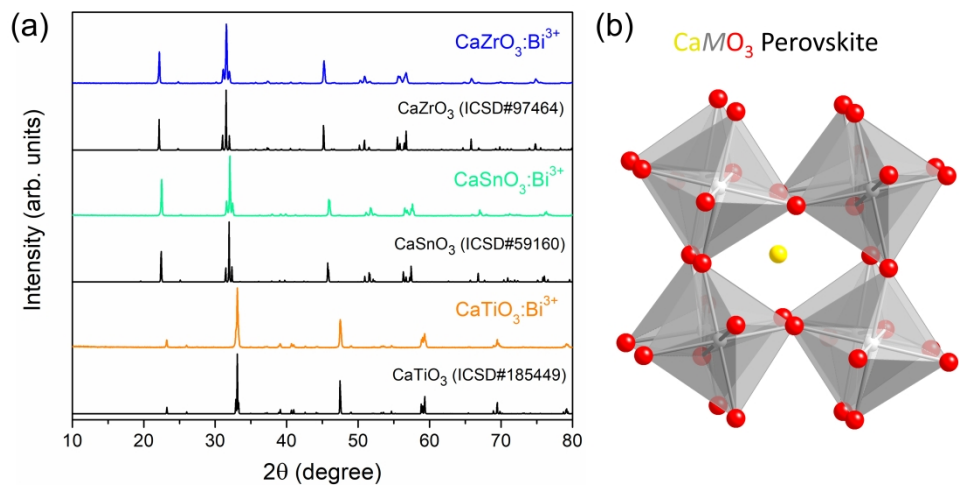 (a)
CaZrO₃:Bi³⁺
CaZrO₃ (ICSD#97464)
CaSnO₃:Bi³⁺
CaSnO₃ (ICSD#59160)
CaTiO₃:Bi³⁺
CaTiO₃ (ICSD#185449)
Intensity (arb. units)
10 20 30 40 50 60 70 80
2θ (degree)
(b)
CaMO₃ Perovskite